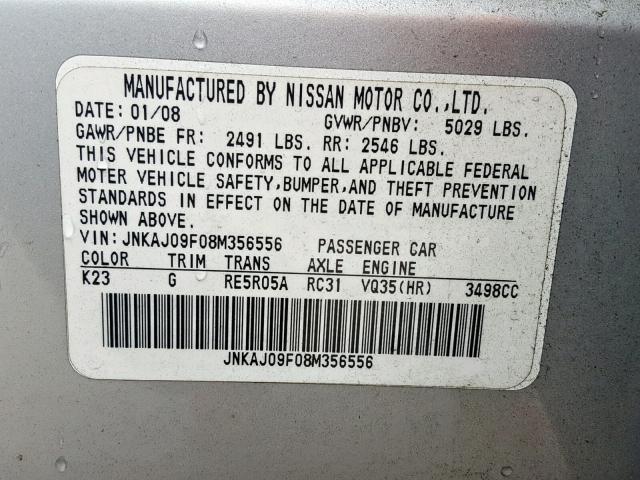 MANUFACTURED BY NISSAN MOTOR CO.,LTD.
DATE: 01/08 GVWR/PNBV: 5029 LBS.
GAWR/PNBE FR: 2491 LBS. RR: 2546 LBS.
THIS VEHICLE CONFORMS TO ALL APPLICABLE FEDERAL
MOTER VEHICLE SAFETY,BUMPER,AND THEFT PREVENTION
STANDARDS IN EFFECT ON THE DATE OF MANUFACTURE
SHOWN ABOVE.
VIN: JNKAJ09F08M356556 PASSENGER CAR
COLOR TRIM TRANS AXLE ENGINE
K23 G RE5R05A RC31 VQ35(HR) 3498CC
JNKAJ09F08M356556